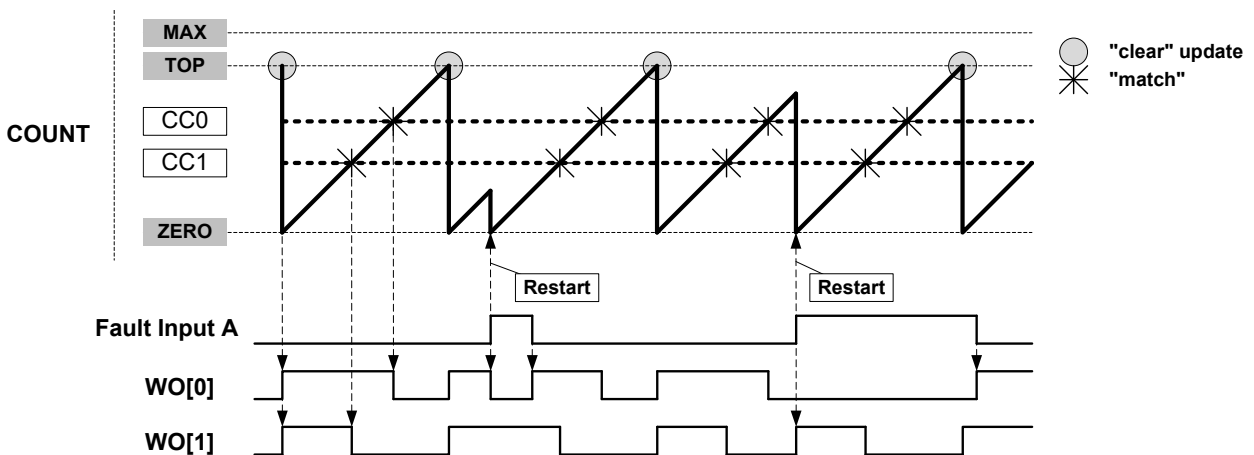 MAX
TOP
CC0
COUNT
CC1
ZERO
"clear" update
"match"
Restart
Restart
Fault Input A
WO[0]
WO[1]